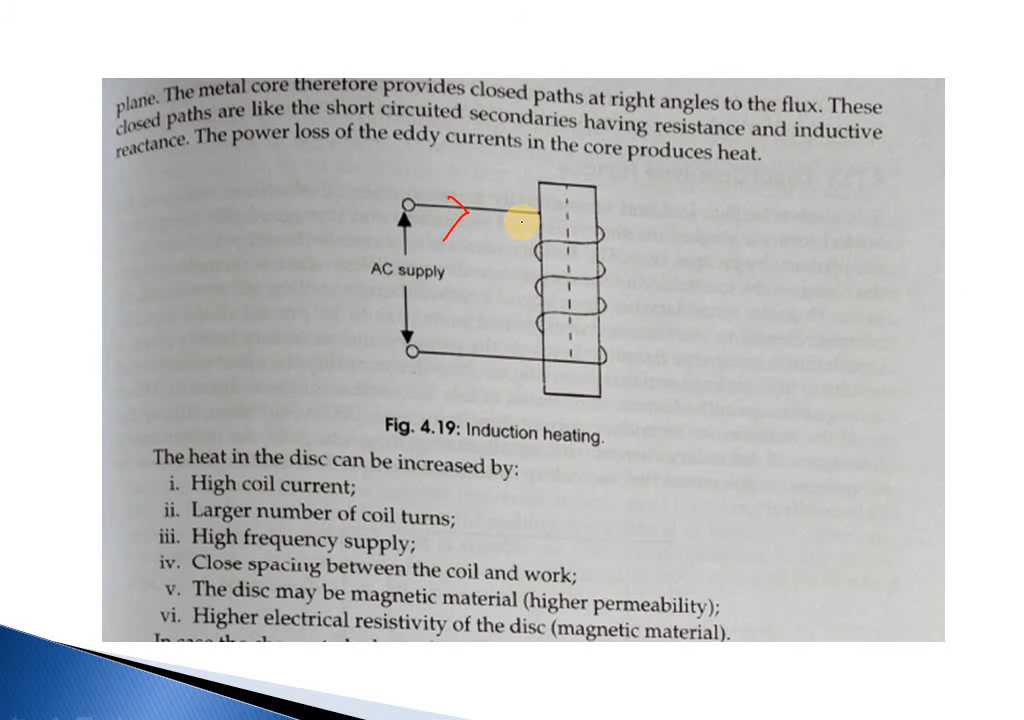 plane. The metal core therefore provides closed paths at right angles to the flux. These
closed paths are like the short circuited secondaries having resistance and inductive
reactance. The power loss of the eddy currents in the core produces heat.
AC supply
Fig. 4.19: Induction heating.
The heat in the disc can be increased by:
i. High coil current;
ii. Larger number of coil turns;
iii. High frequency supply;
iv. Close spacing between the coil and work;
v. The disc may be magnetic material (higher permeability);
vi. Higher electrical resistivity of the disc (magnetic material).
In case the